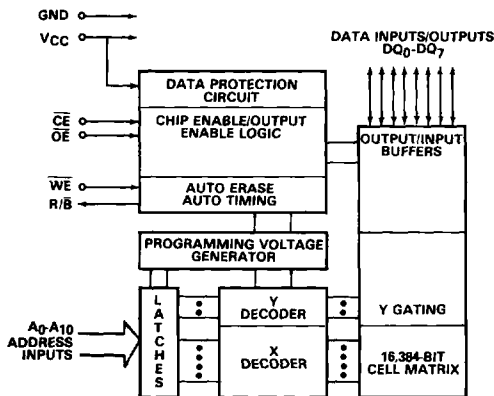 GND
VCC
DATA INPUTS/OUTPUTS
DQ0-DQ7
DATA PROTECTION
CIRCUIT
CE
OE
CHIP ENABLE/OUTPUT
ENABLE LOGIC
OUTPUT/INPUT
BUFFERS
WE
R/B
AUTO ERASE
AUTO TIMING
PROGRAMMING VOLTAGE
GENERATOR
A0-A10
ADDRESS
INPUTS
LATCHES
Y
DECODER
Y GATING
X
DECODER
16,384-BIT
CELL MATRIX